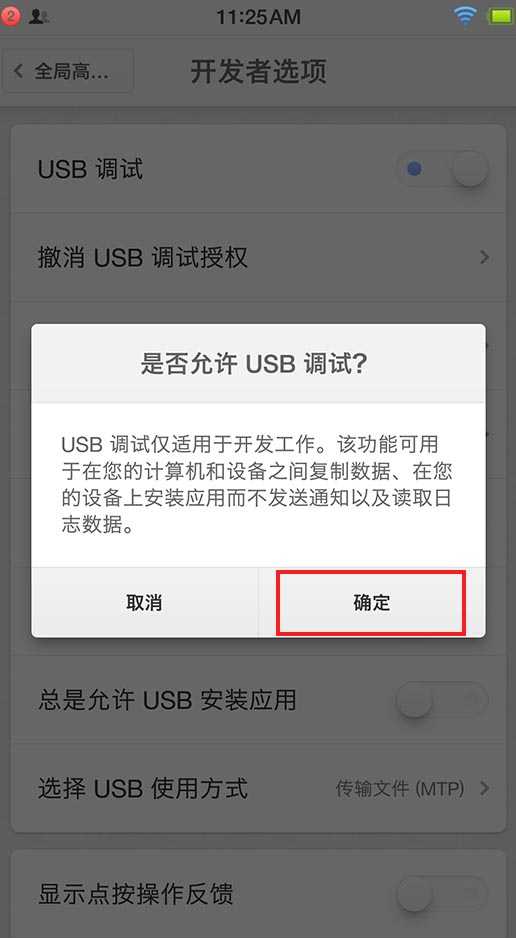 2
11:25AM
全局高...
开发者选项
USB 调试
撤消 USB 调试授权
是否允许 USB 调试?
USB 调试仅适用于开发工作。该功能可用
于在您的计算机和设备之间复制数据、在您
的设备上安装应用而不发送通知以及读取日
志数据。
取消
确定
总是允许 USB 安装应用
选择 USB 使用方式
传输文件 (MTP)
显示点按操作反馈